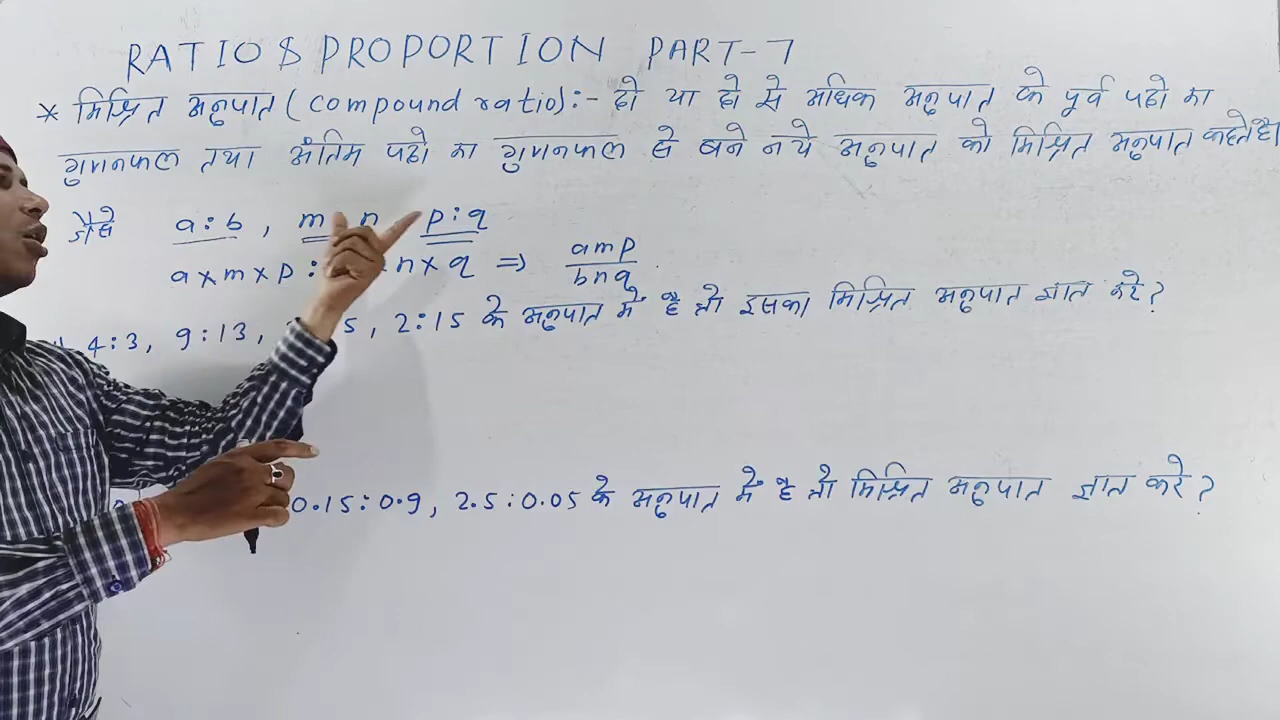 RATIO & PROPORTION PART-7
* मिश्रित अनुपात (compound ratio):- दो या दो से अधिक अनुपात के पूर्व पदो का
गुणनफल तथा अंतिम पदो का गुणनफल से बने नये अनुपात को मिश्रित अनुपात कहते है।
जैसे a:b, m n p:q
a×m×p: n×q ⇒ amp/bnq
4:3, 9:13, 5, 2:15 के अनुपात में है तो इसका मिश्रित अनुपात ज्ञात करे?
0.15:0.9, 2.5:0.05 के अनुपात में है तो मिश्रित अनुपात ज्ञात करे?